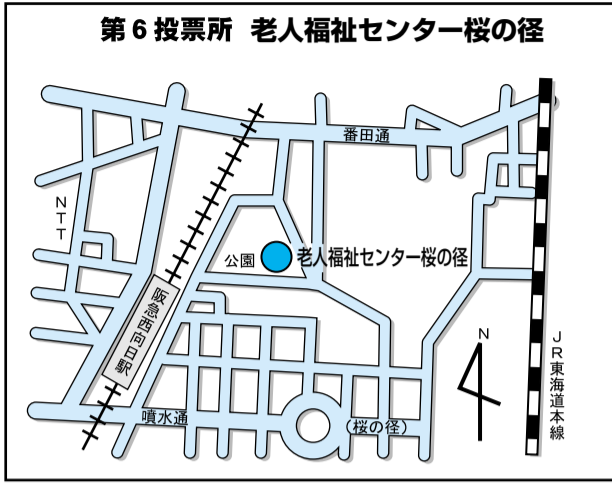 第6投票所 老人福祉センター桜の径
番田通
NTT
公園
老人福祉センター桜の径
阪急西向日駅
N
JR東海道本線
噴水通
(桜の径)